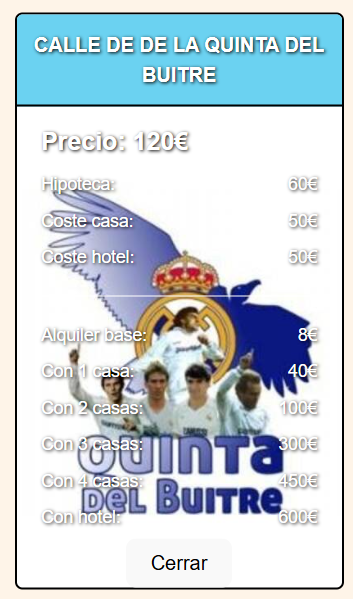 CALLE DE DE LA QUINTA DEL
BUITRE
Precio: 120€
Hipoteca: 60€
Coste casa: 50€
Coste hotel: 50€
Alquiler base: 8€
Con 1 casa: 40€
Con 2 casas: 100€
Con 3 casas: 300€
Con 4 casas: 450€
Con hotel: 600€
Quinta
DEL BUITRE
Cerrar